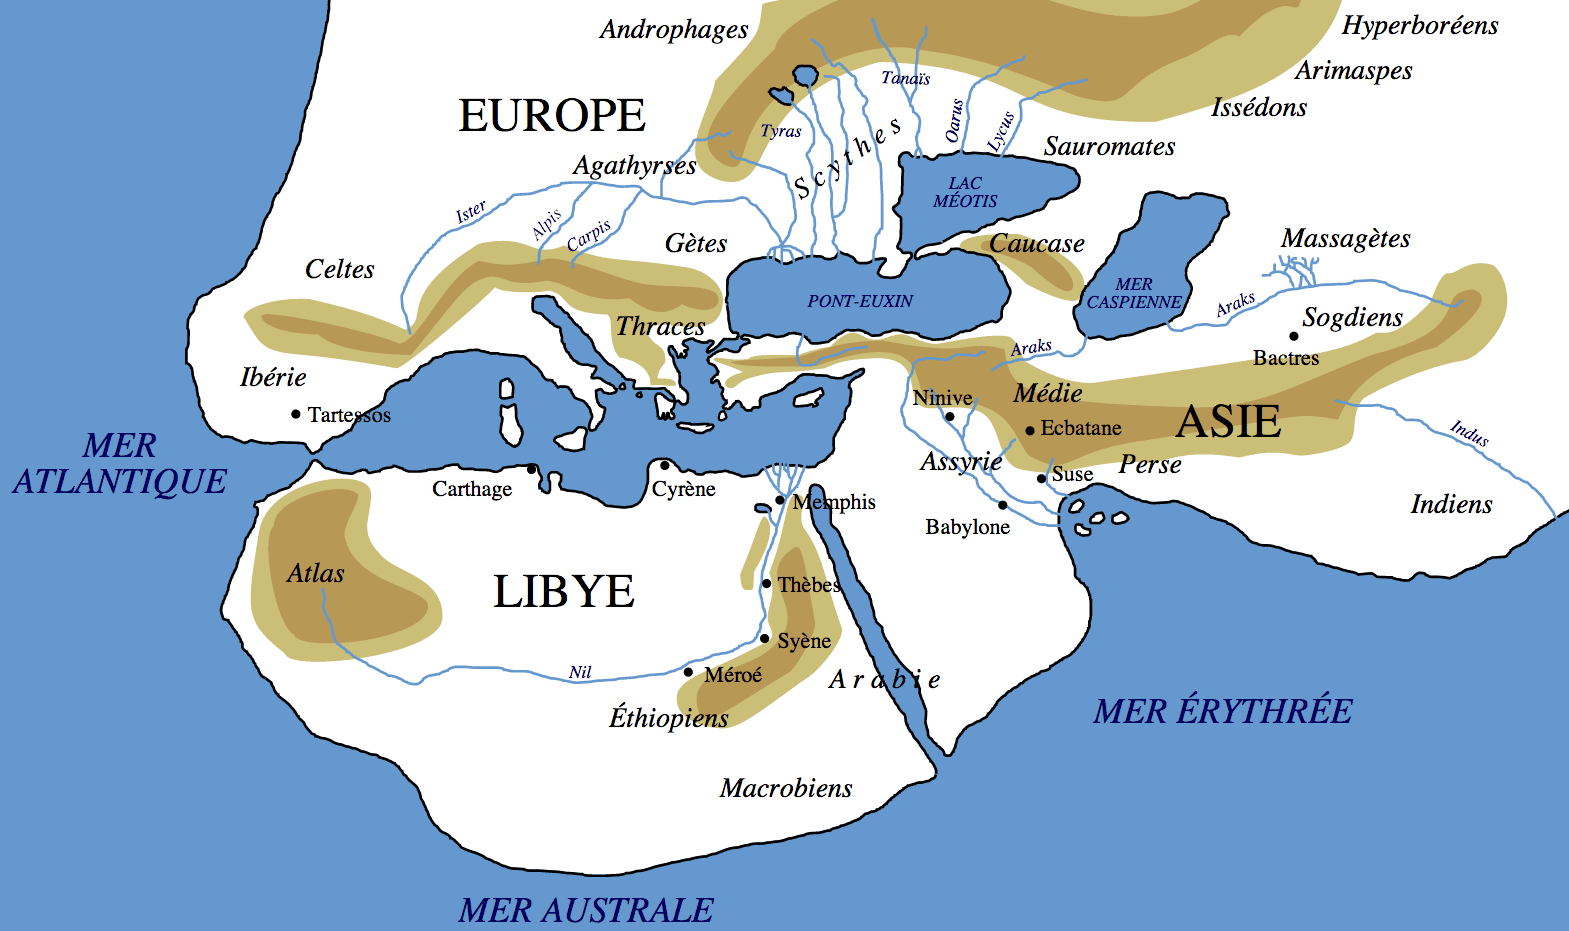 Androphages
Hyperboréens
Arimaspes
Tanaïs
Issédons
EUROPE
Oarus
Lycus
Tyras
Scythes
Sauromates
Agathyrses
LAC
MÉOTIS
Ister
Alpis
Carpis
Gètes
Caucase
Massagètes
Celtes
MER
CASPIENNE
PONT-EUXIN
Araks
Sogdiens
Thraces
Araks
Bactres
Ibérie
Ninive
Médie
Tartessos
Ecbatane
ASIE
Indus
MER
ATLANTIQUE
Assyrie
Perse
Suse
Carthage
Cyrène
Memphis
Indiens
Babylone
Atlas
LIBYE
Thèbes
Syène
Nil
Méroé
Arabie
Éthiopiens
MER ÉRYTHRÉE
Macrobiens
MER AUSTRALE